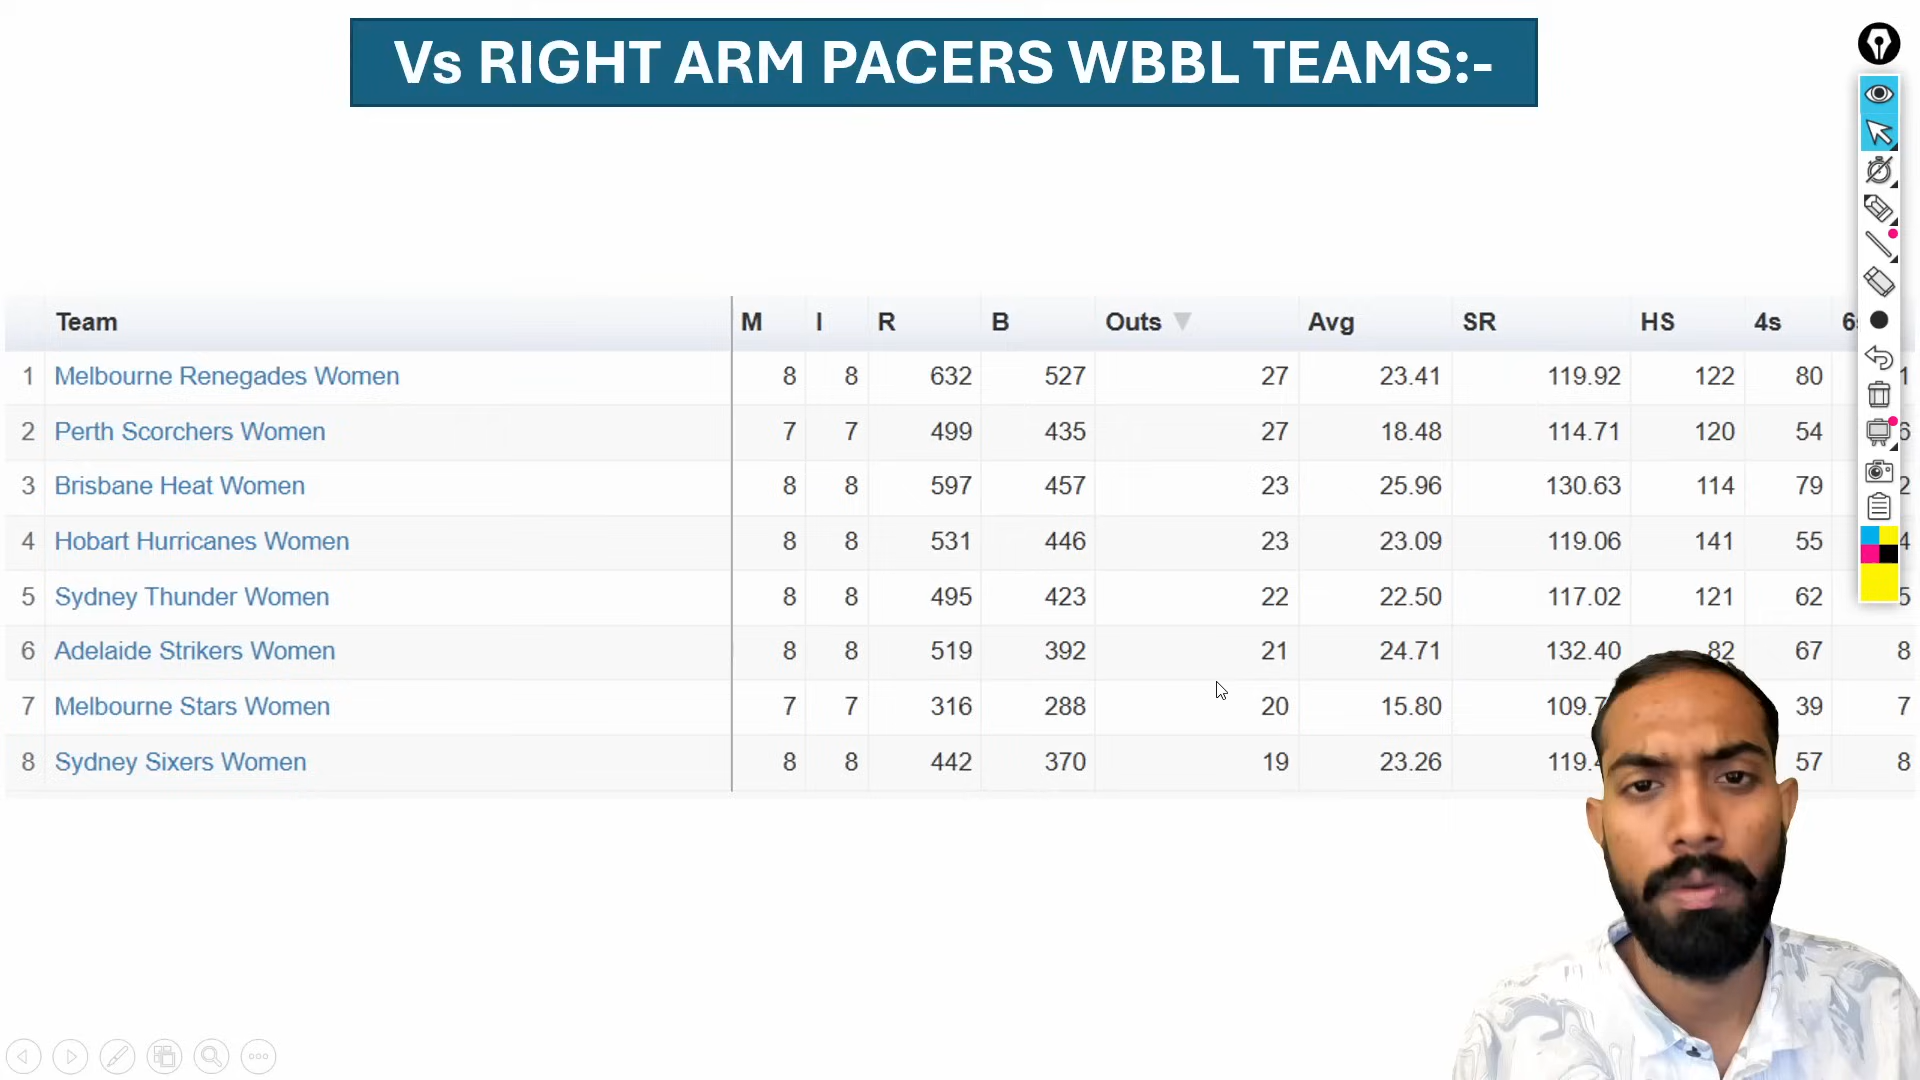 Vs RIGHT ARM PACERS WBBL TEAMS:-
Team M I R B Outs Avg SR HS 4s
1 Melbourne Renegades Women 8 8 632 527 27 23.41 119.92 122 80
2 Perth Scorchers Women 7 7 499 435 27 18.48 114.71 120 54
3 Brisbane Heat Women 8 8 597 457 23 25.96 130.63 114 79
4 Hobart Hurricanes Women 8 8 531 446 23 23.09 119.06 141 55
5 Sydney Thunder Women 8 8 495 423 22 22.50 117.02 121 62
6 Adelaide Strikers Women 8 8 519 392 21 24.71 132.40 82 67 8
7 Melbourne Stars Women 7 7 316 288 20 15.80 109.7 39 7
8 Sydney Sixers Women 8 8 442 370 19 23.26 119. 57 8